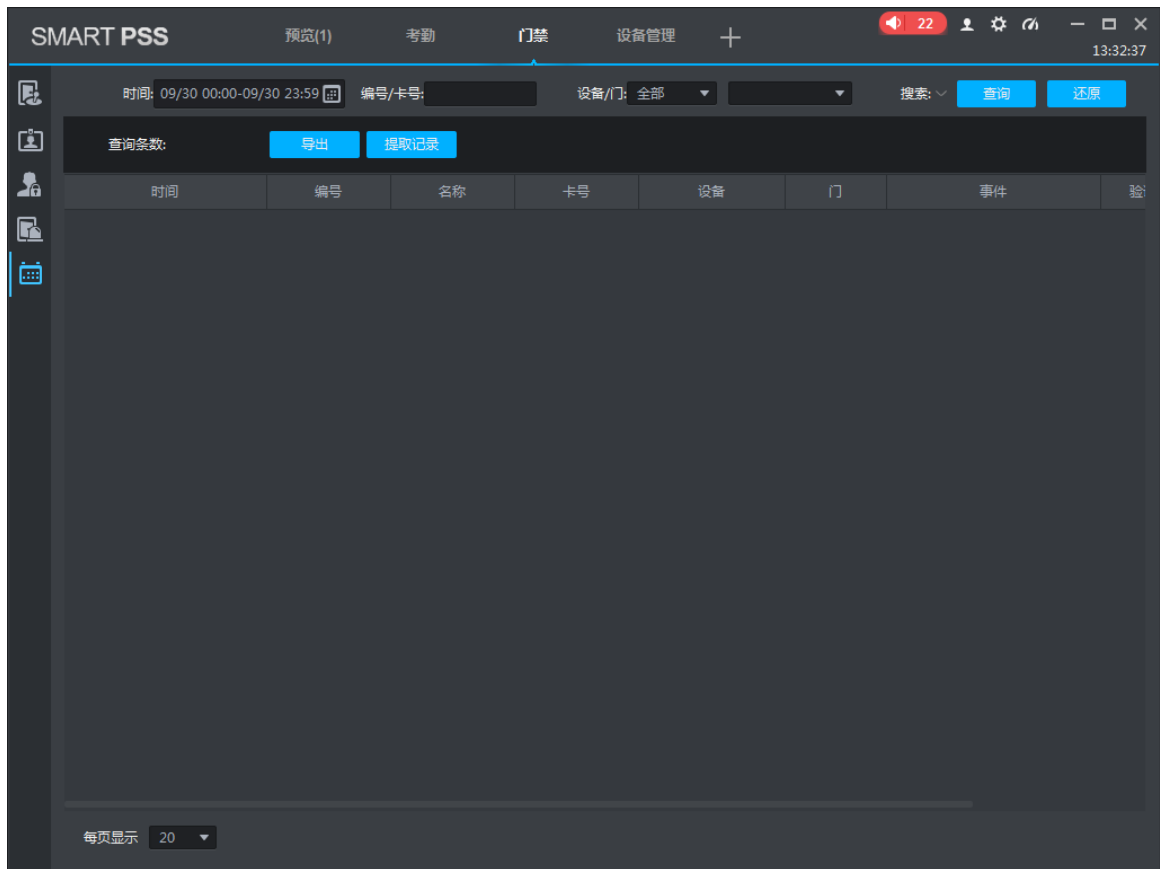 SMART PSS 预览(1) 考勤 门禁 设备管理 22
13:32:37
时间: 09/30 00:00-09/30 23:59 编号/卡号: 设备/门: 全部 搜索: 查询 还原
查询条数: 导出 提取记录
时间 编号 名称 卡号 设备 门 事件 验
每页显示 20